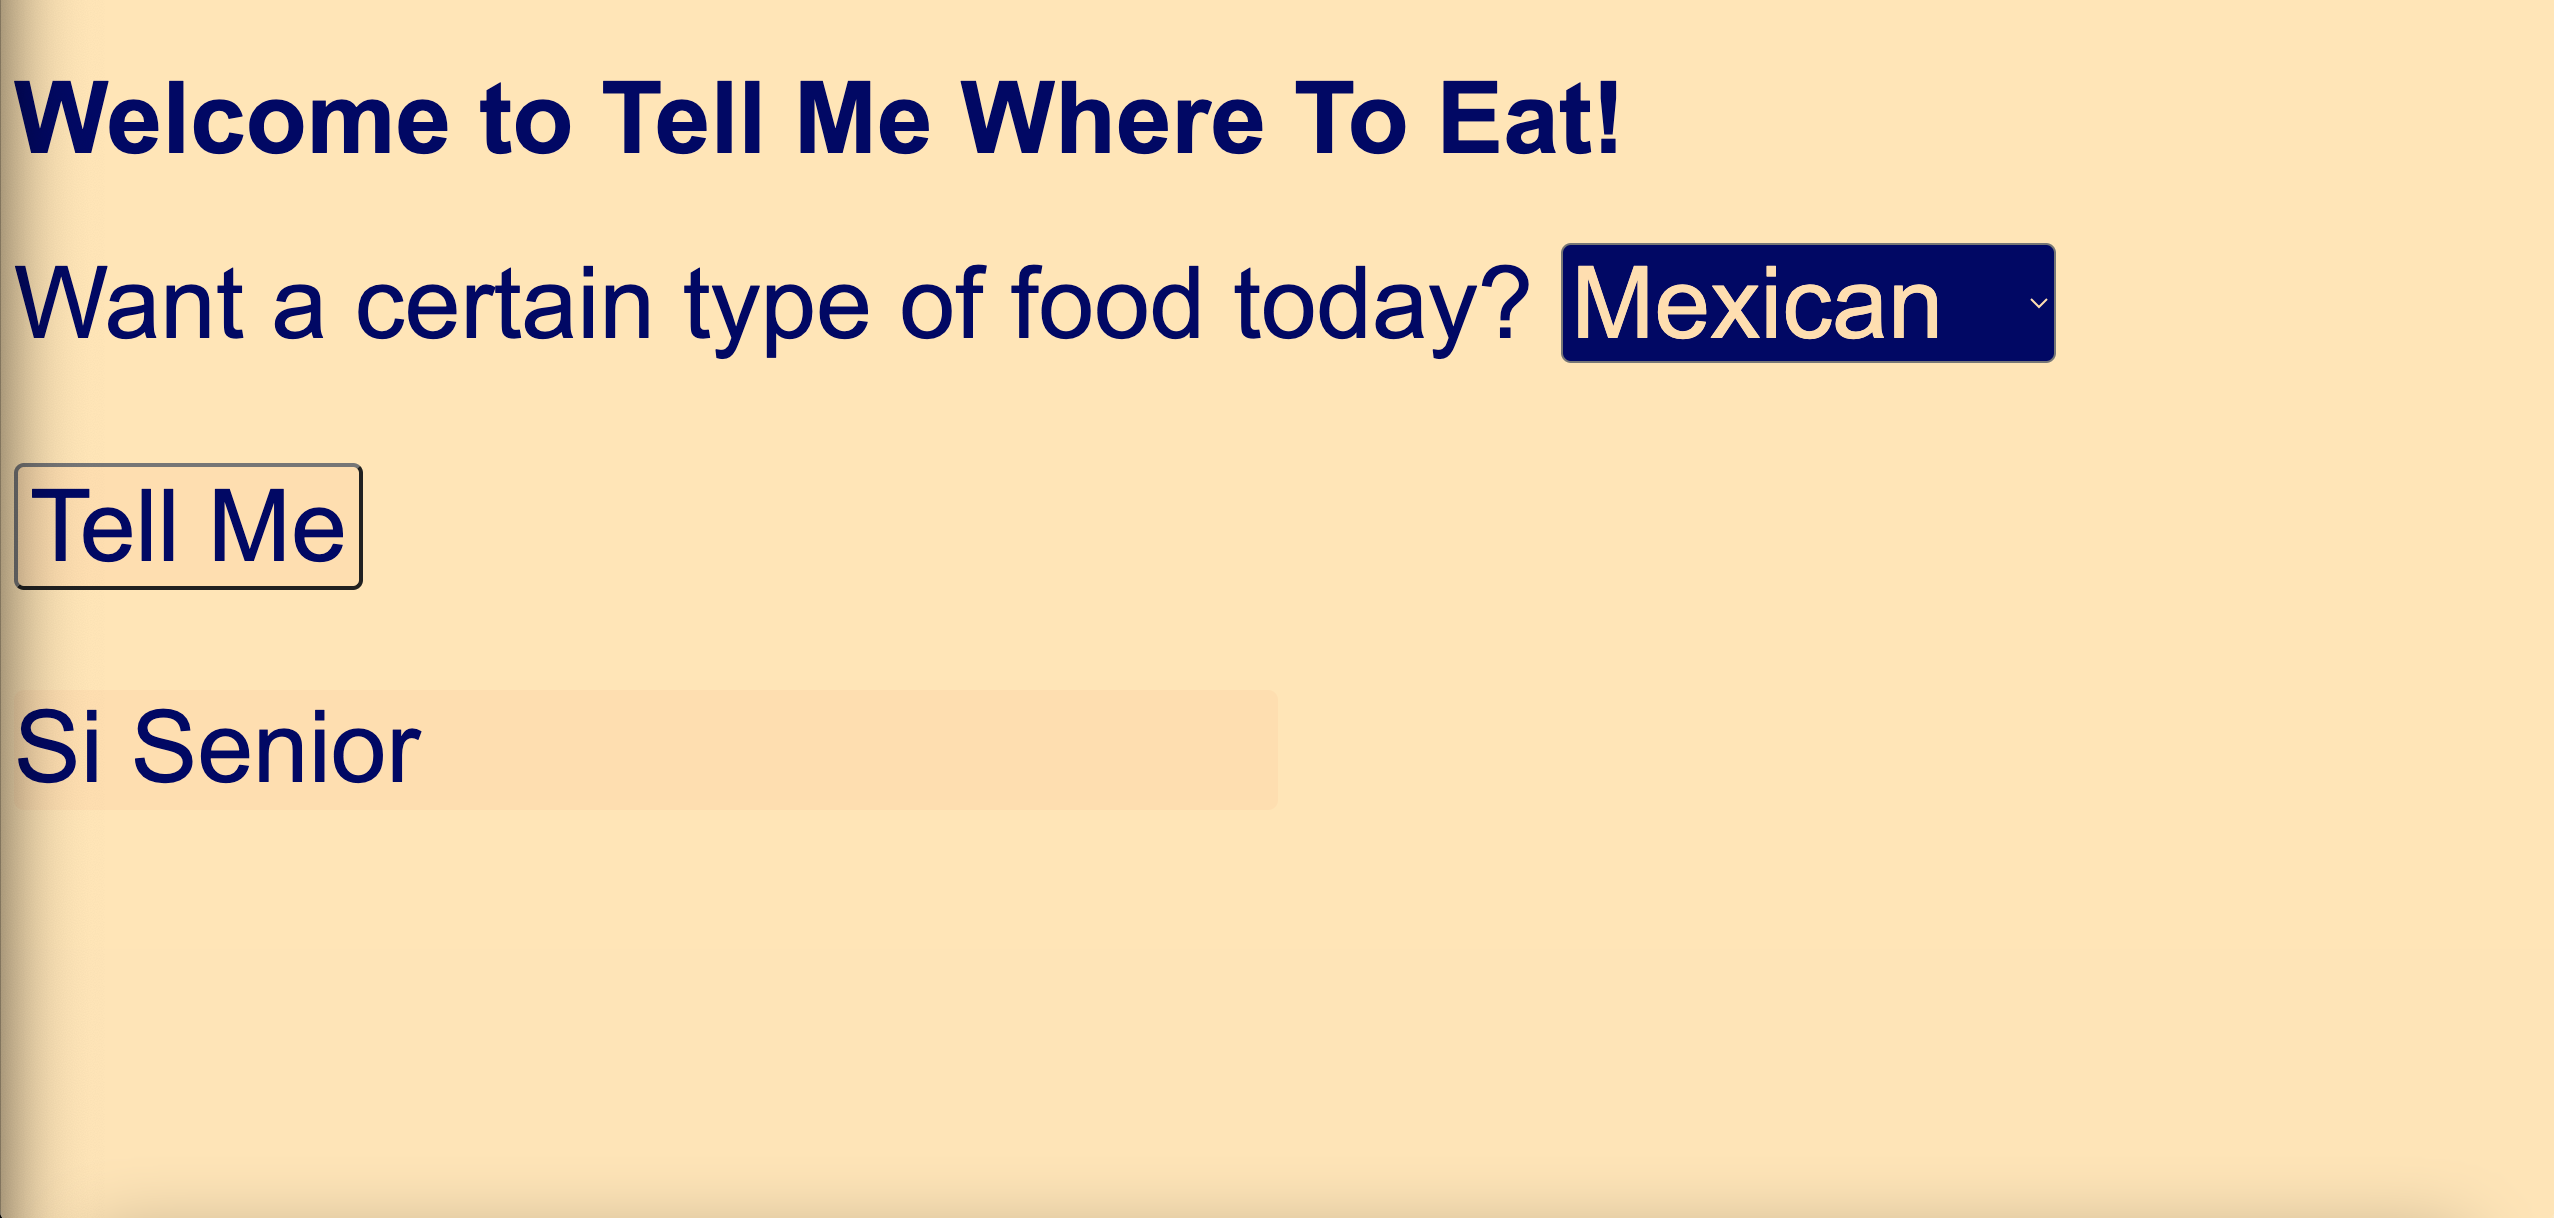 Welcome to Tell Me Where To Eat!
Want a certain type of food today? Mexican
Tell Me
Si Senior